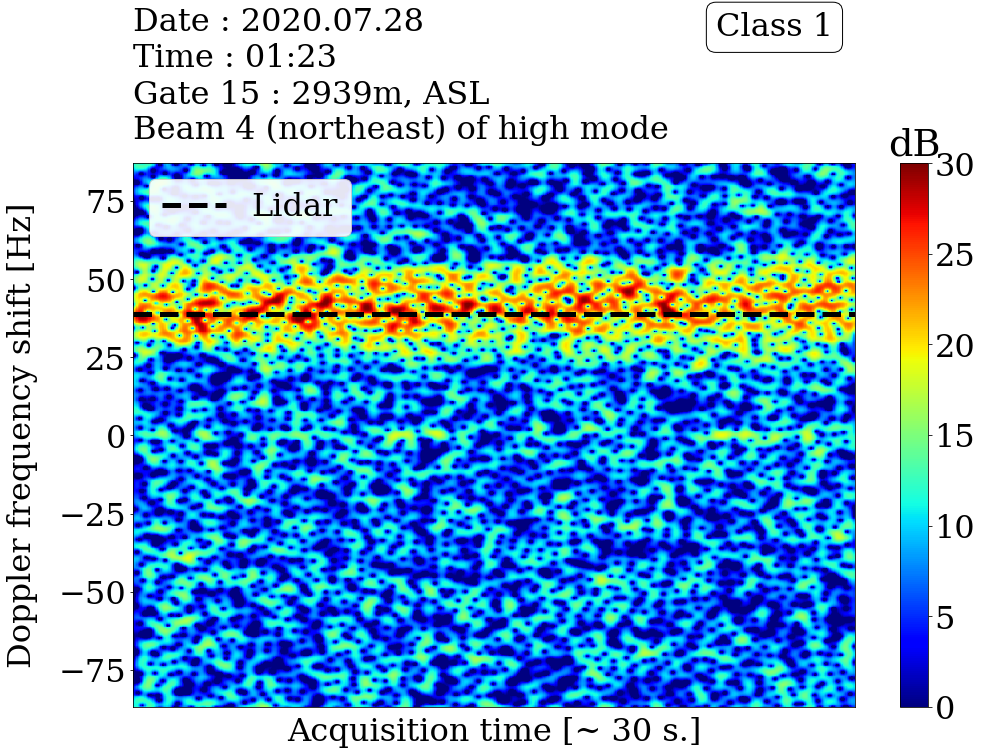 Date : 2020.07.28
Time : 01:23
Gate 15 : 2939m, ASL
Beam 4 (northeast) of high mode
Class 1
dB
Lidar
Doppler frequency shift [Hz]
75
50
25
0
−25
−50
−75
30
25
20
15
10
5
0
Acquisition time [~ 30 s.]